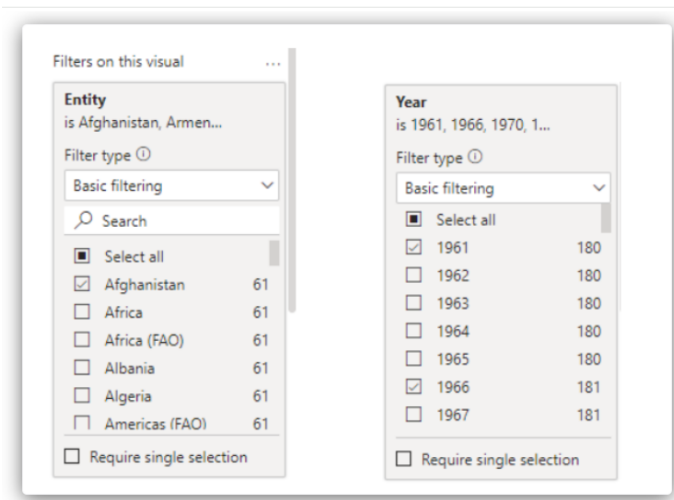 Filters on this visual ...
Entity
is Afghanistan, Armen...
Filter type
Basic filtering
Search
Select all
Afghanistan 61
Africa 61
Africa (FAO) 61
Albania 61
Algeria 61
Americas (FAO) 61
Require single selection
Year
is 1961, 1966, 1970, 1...
Filter type
Basic filtering
Select all
1961 180
1962 180
1963 180
1964 180
1965 180
1966 181
1967 181
Require single selection